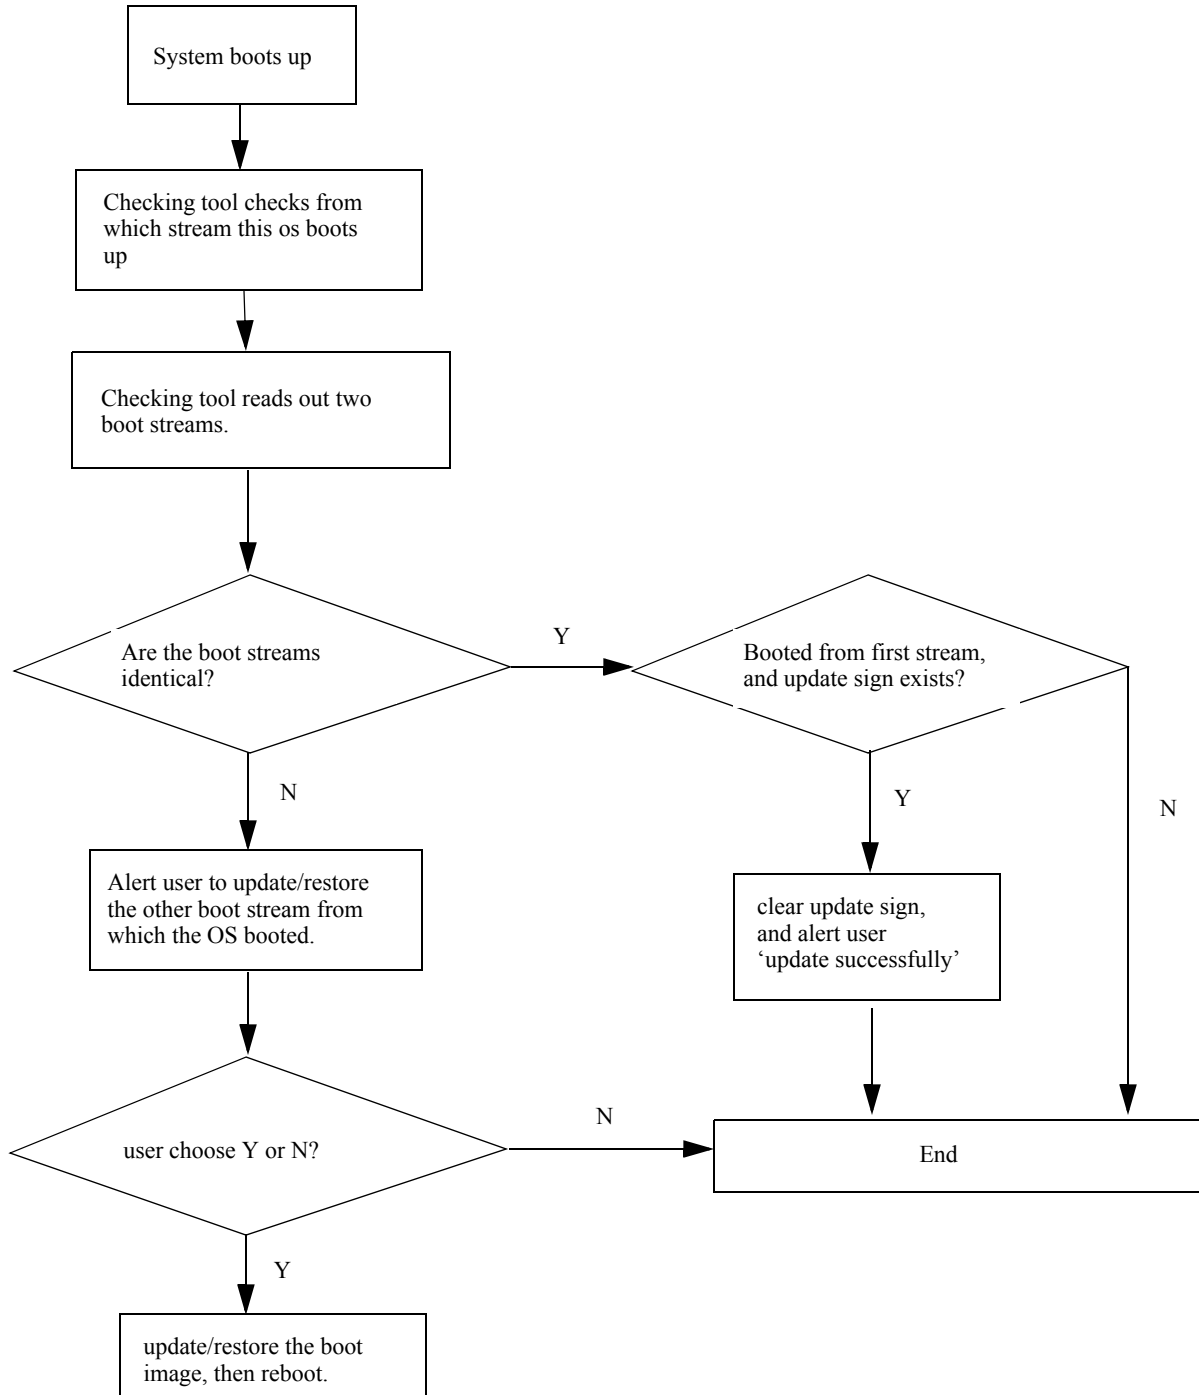 System boots up
Checking tool checks from
which stream this os boots
up
Checking tool reads out two
boot streams.
Are the boot streams
identical?
Y
Booted from first stream,
and update sign exists?
N
Y
N
Alert user to update/restore
the other boot stream from
which the OS booted.
clear update sign,
and alert user
‘update successfully’
user choose Y or N?
N
End
Y
update/restore the boot
image, then reboot.